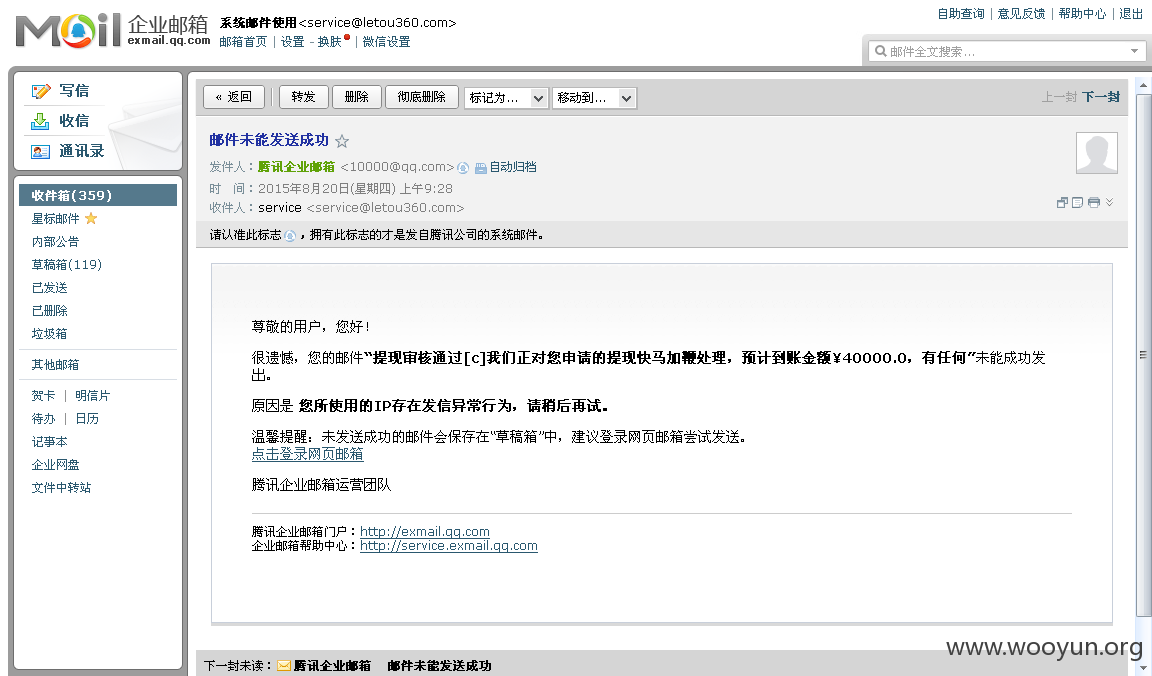 Mail 企业邮箱 exmail.qq.com
系统邮件使用<service@letou360.com>
邮箱首页 | 设置 - 换肤 | 微信设置
自助查询 | 意见反馈 | 帮助中心 | 退出
邮件全文搜索...
写信
收信
通讯录
收件箱(359)
星标邮件
内部公告
草稿箱(119)
已发送
已删除
垃圾箱
其他邮箱
贺卡 | 明信片
待办 | 日历
记事本
企业网盘
文件中转站
« 返回 转发 删除 彻底删除 标记为... 移动到... 上一封 下一封
邮件未能发送成功
发件人：腾讯企业邮箱 <10000@qq.com> 自动归档
时 间：2015年8月20日(星期四) 上午9:28
收件人：service <service@letou360.com>
请认准此标志，拥有此标志的才是发自腾讯公司的系统邮件。
尊敬的用户，您好！
很遗憾，您的邮件“提现审核通过[c]我们正对您申请的提现快马加鞭处理，预计到账金额¥40000.0，有任何”未能成功发
出。
原因是 您所使用的IP存在发信异常行为，请稍后再试。
温馨提醒：未发送成功的邮件会保存在“草稿箱”中，建议登录网页邮箱尝试发送。
点击登录网页邮箱
腾讯企业邮箱运营团队
腾讯企业邮箱门户：http://exmail.qq.com
企业邮箱帮助中心：http://service.exmail.qq.com
www.wooyun.org
下一封未读：腾讯企业邮箱 邮件未能发送成功